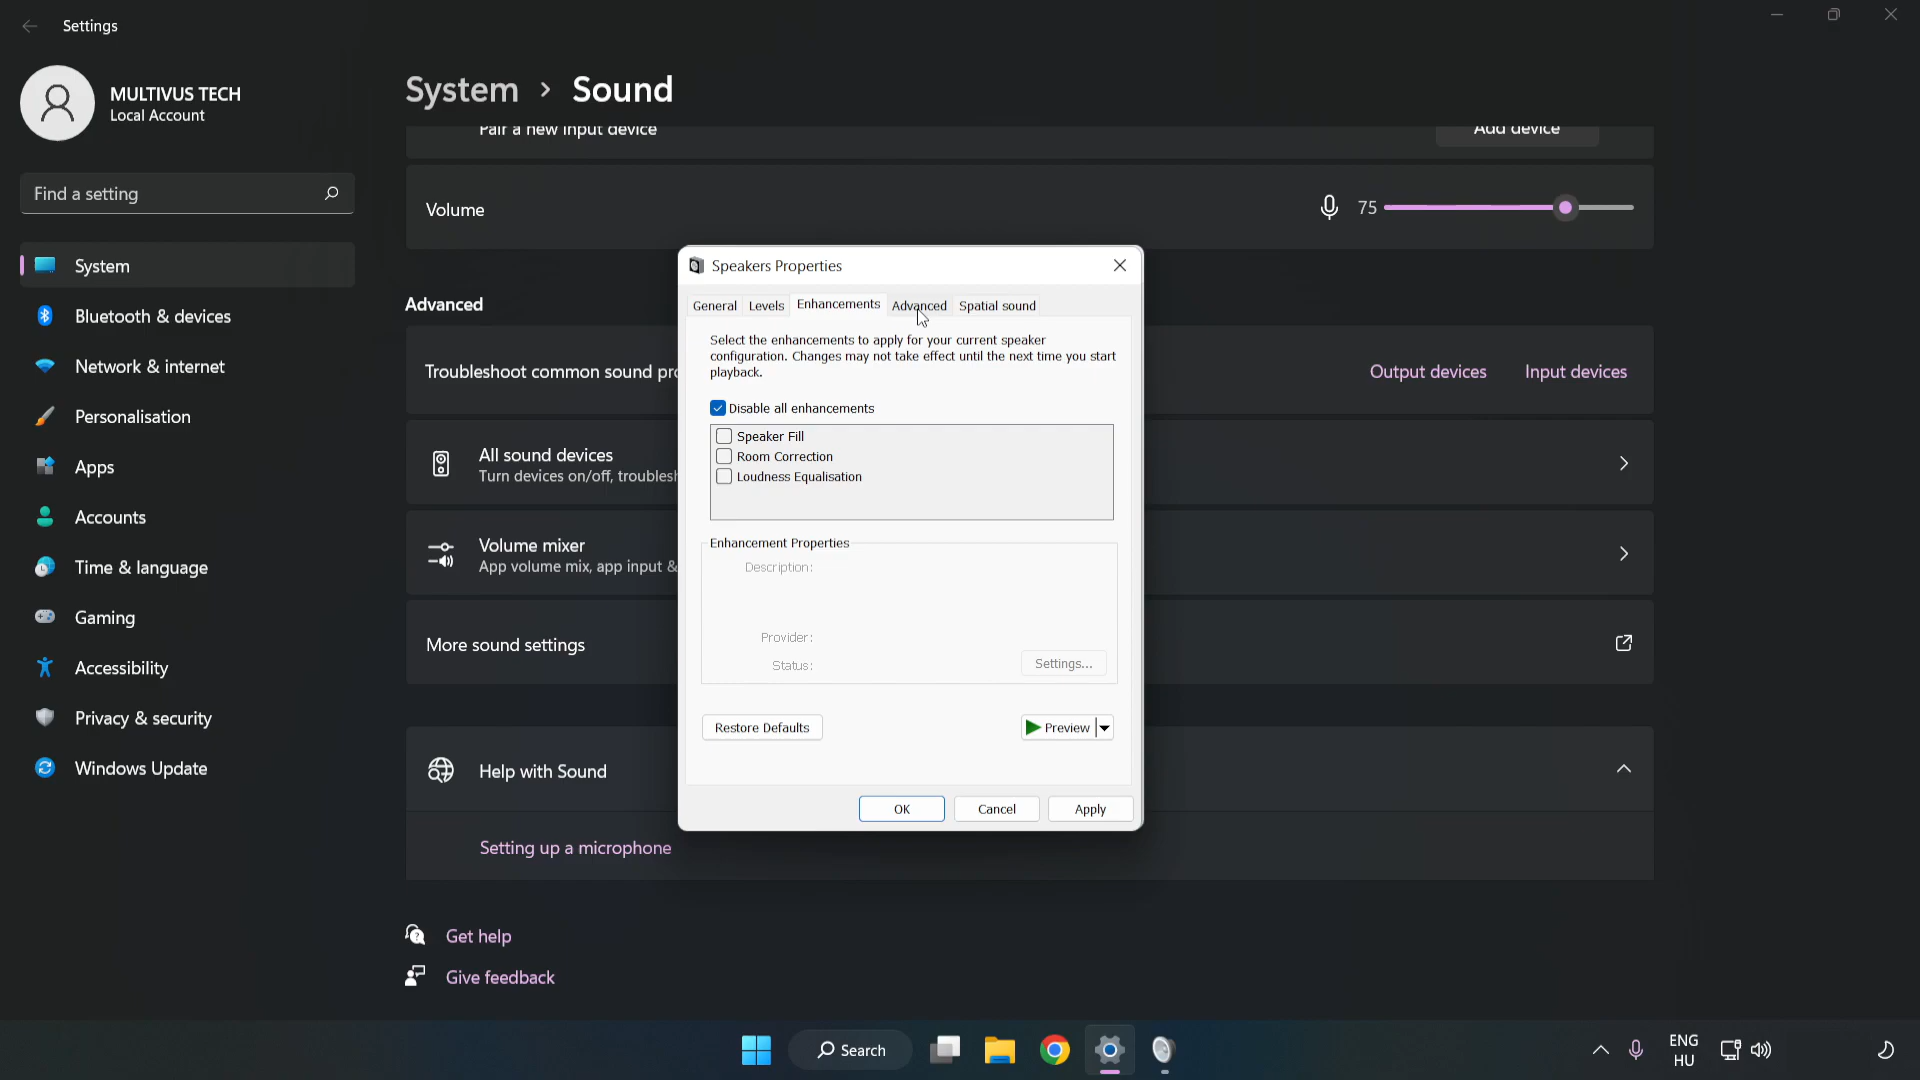 Settings
MULTIVUS TECH
Local Account
Find a setting
System
Bluetooth & devices
Network & internet
Personalisation
Apps
Accounts
Time & language
Gaming
Accessibility
Privacy & security
Windows Update
System > Sound
Pair a new input device
Add device
Volume
75
Advanced
Troubleshoot common sound pro
Output devices
Input devices
All sound devices
Turn devices on/off, troublesh
Volume mixer
App volume mix, app input &
More sound settings
Help with Sound
Setting up a microphone
Get help
Give feedback
Speakers Properties
General Levels Enhancements Advanced Spatial sound
Select the enhancements to apply for your current speaker
configuration. Changes may not take effect until the next time you start
playback.
Disable all enhancements
Speaker Fill
Room Correction
Loudness Equalisation
Enhancement Properties
Description:
Provider:
Status:
Settings...
Restore Defaults
Preview
OK
Cancel
Apply
Search
ENG
HU